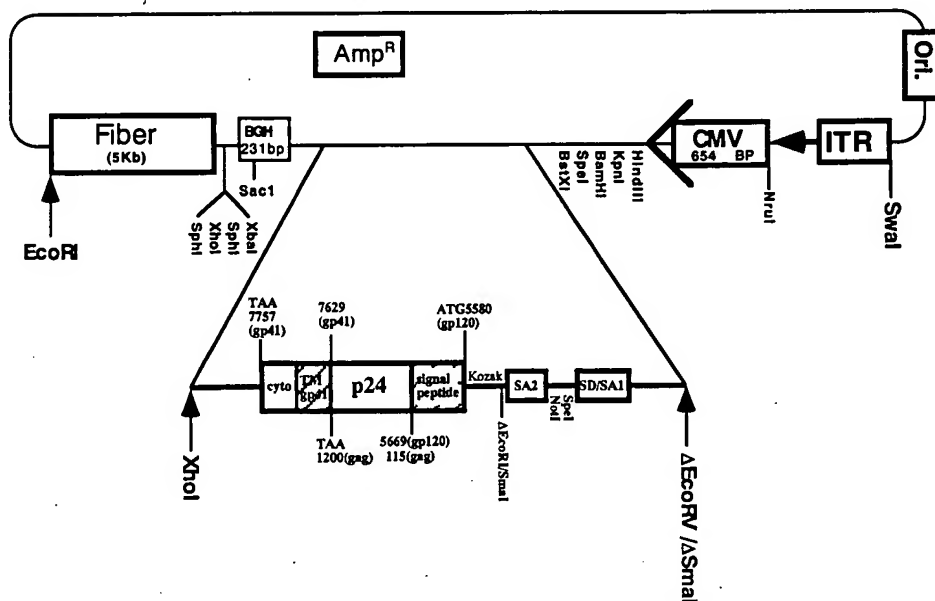 Amp^R
Ori.
Fiber
(5Kb)
BGH
231bp
CMV
654 BP
ITR
Sac1
HindIII
KpnI
BamHI
SpeI
BstXI
NruI
SwaI
XbaI
SphI
XhoI
SphI
EcoRI
TAA
7757
(gp41)
7629
(gp41)
ATG5580
(gp120)
cyto
TM
gp41
p24
signal
peptide
Kozak
SA2
SD/SA1
SpeI
NotI
TAA
1200(gag)
5669(gp120)
115(gag)
ΔEcoRI/SmaI
XhoI
ΔEcoRV /ΔSmaI